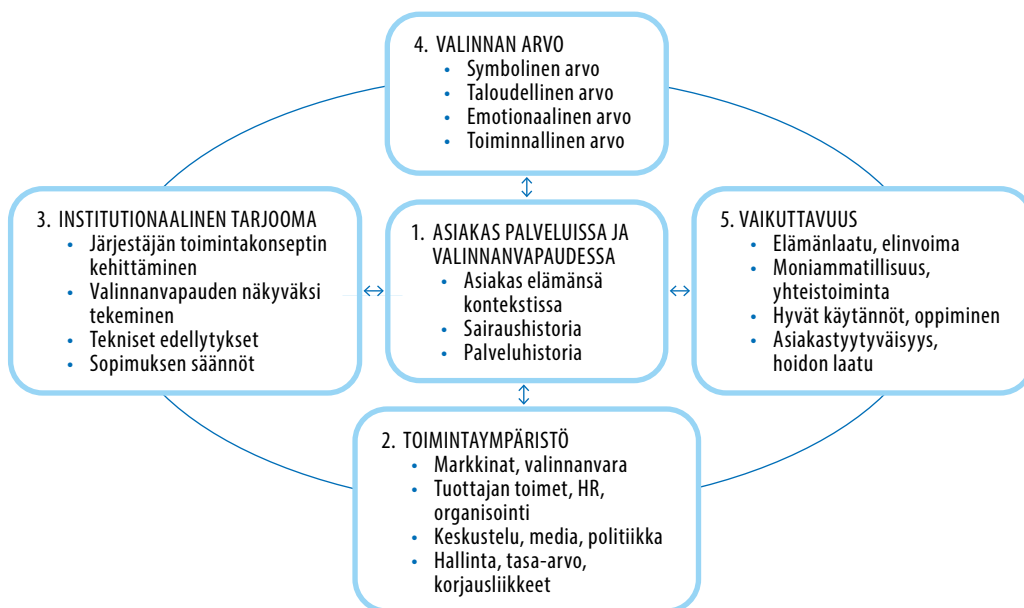 4. VALINNAN ARVO
• Symbolinen arvo
• Taloudellinen arvo
• Emotionaalinen arvo
• Toiminnallinen arvo
3. INSTITUTIONAALINEN TARJOOMA
• Järjestäjän toimintakonseptin
kehittäminen
• Valinnanvapauden näkyväksi
tekeminen
• Tekniset edellytykset
• Sopimuksen säännöt
1. ASIAKAS PALVELUISSA JA
VALINNANVAPAUDESSA
• Asiakas elämänsä
kontekstissa
• Sairaushistoria
• Palveluhistoria
5. VAIKUTTAVUUS
• Elämänlaatu, elinvoima
• Moniammatillisuus,
yhteistoiminta
• Hyvät käytännöt, oppiminen
• Asiakastyytyväisyys,
hoidon laatu
2. TOIMINTAYMPÄRISTÖ
• Markkinat, valinnanvara
• Tuottajan toimet, HR,
organisointi
• Keskustelu, media, politiikka
• Hallinta, tasa-arvo,
korjausliikkeet